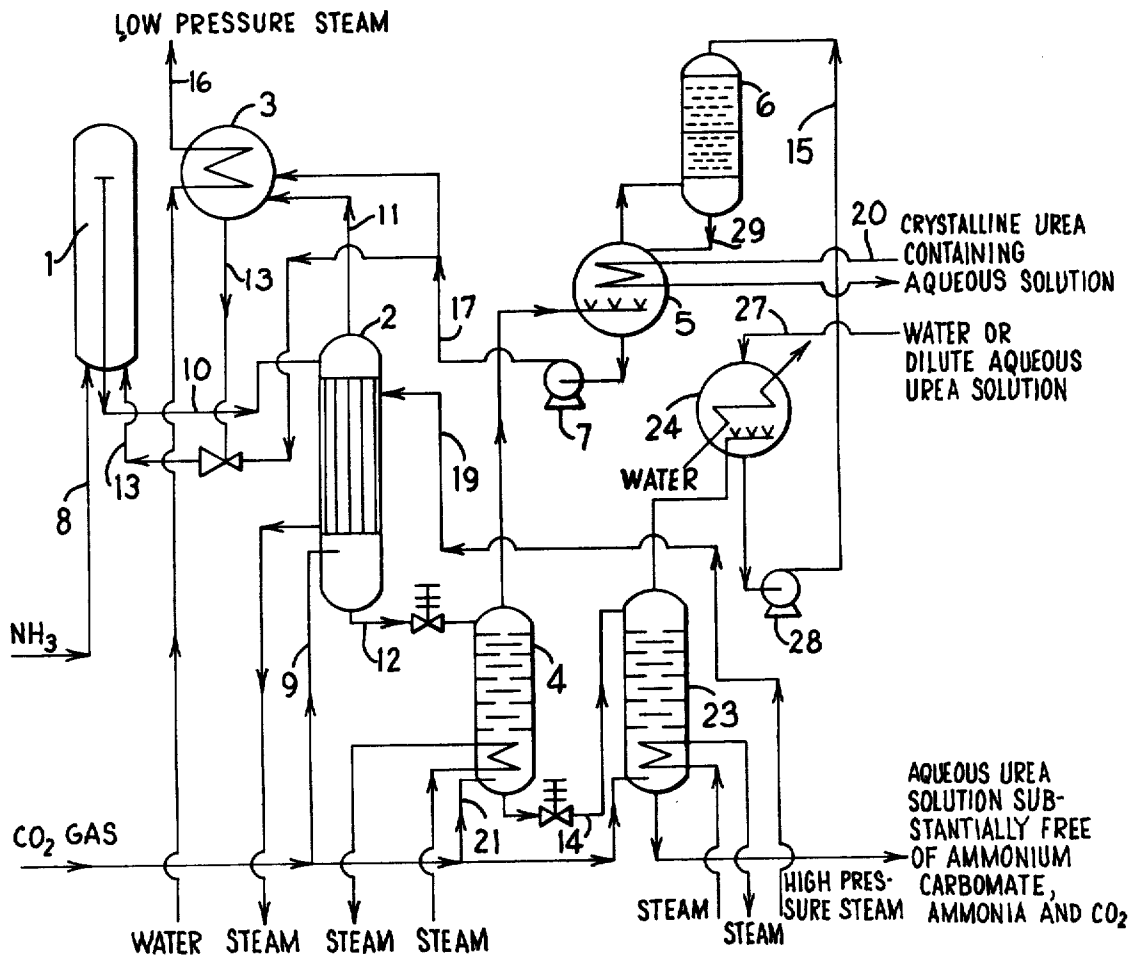 LOW PRESSURE STEAM
16
3
6
15
1
11
20
CRYSTALLINE UREA
CONTAINING
AQUEOUS SOLUTION
29
13
5
2
17
27
WATER OR
DILUTE AQUEOUS
UREA SOLUTION
10
7
24
13
19
WATER
8
NH3
9
12
4
28
23
CO2 GAS
21
14
AQUEOUS UREA
SOLUTION SUB-
STANTIALLY FREE
OF AMMONIUM
CARBOMATE,
AMMONIA AND CO2
HIGH PRES-
SURE STEAM
STEAM
STEAM
WATER STEAM STEAM STEAM